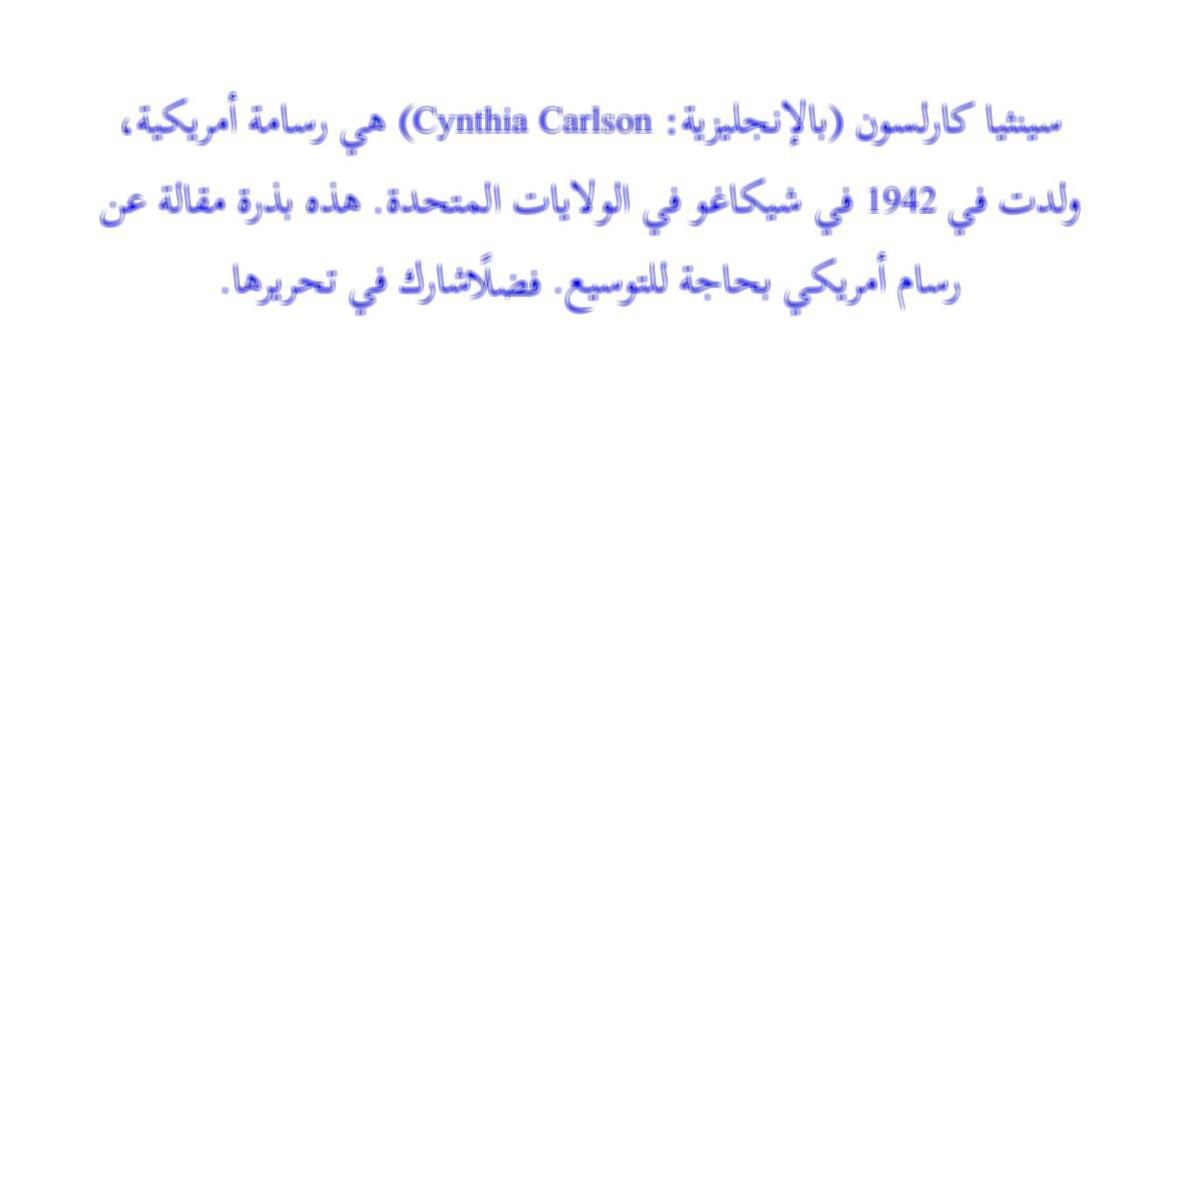 سينثيا كارلسون (بالإنجليزية: Cynthia Carlson) هي رسامة أمريكية،
ولدت في 1942 في شيكاغو في الولايات المتحدة. هذه بذرة مقالة عن
رسام أمريكي بحاجة للتوسيع. فضلًاشارك في تحريرها.